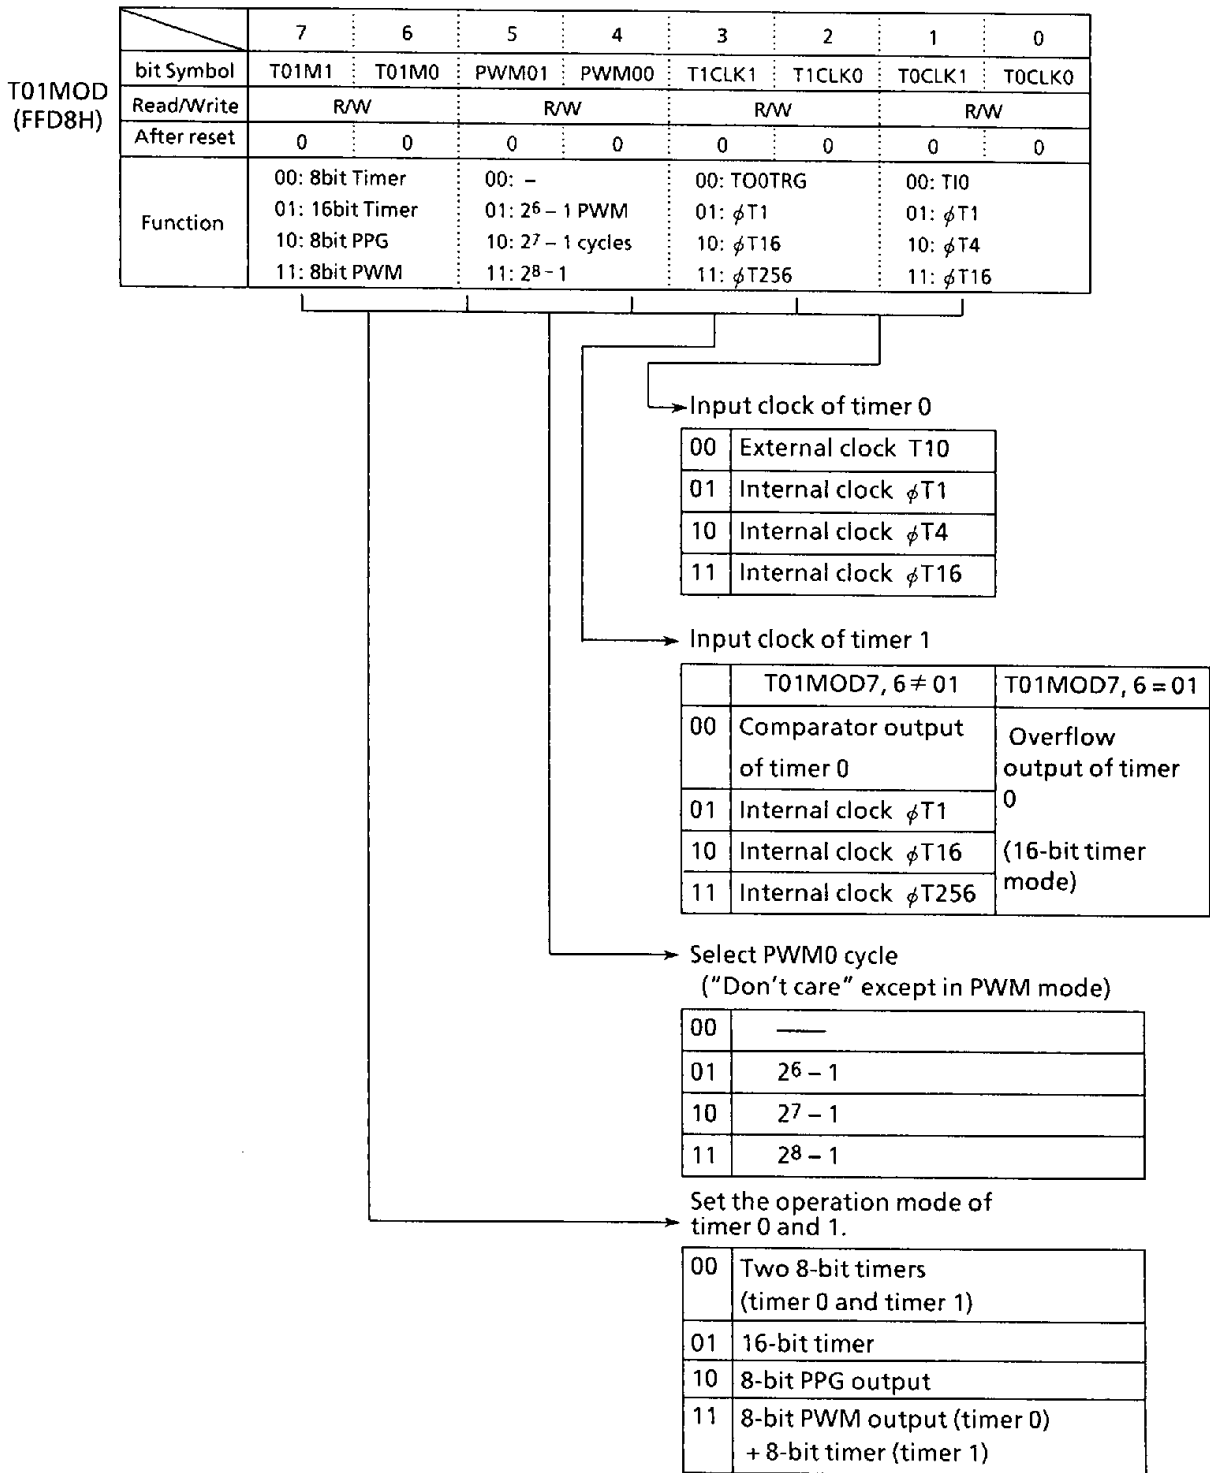 7 6 5 4 3 2 1 0
T01MOD
(FFD8H)
bit Symbol T01M1 T01M0 PWM01 PWM00 T1CLK1 T1CLK0 T0CLK1 T0CLK0
Read/Write R/W R/W R/W R/W
After reset 0 0 0 0 0 0 0 0
Function
00: 8bit Timer 00: – 00: TO0TRG 00: TI0
01: 16bit Timer 01: 2⁶ – 1 PWM 01: φT1 01: φT1
10: 8bit PPG 10: 2⁷ – 1 cycles 10: φT16 10: φT4
11: 8bit PWM 11: 2⁸ – 1 11: φT256 11: φT16
Input clock of timer 0
00 External clock T10
01 Internal clock φT1
10 Internal clock φT4
11 Internal clock φT16
Input clock of timer 1
T01MOD7, 6 ≠ 01 T01MOD7, 6 = 01
00 Comparator output
of timer 0
01 Internal clock φT1
10 Internal clock φT16
11 Internal clock φT256
Overflow
output of timer
0
(16-bit timer
mode)
Select PWM0 cycle
("Don't care" except in PWM mode)
00 —
01 2⁶ – 1
10 2⁷ – 1
11 2⁸ – 1
Set the operation mode of
timer 0 and 1.
00 Two 8-bit timers
(timer 0 and timer 1)
01 16-bit timer
10 8-bit PPG output
11 8-bit PWM output (timer 0)
+ 8-bit timer (timer 1)